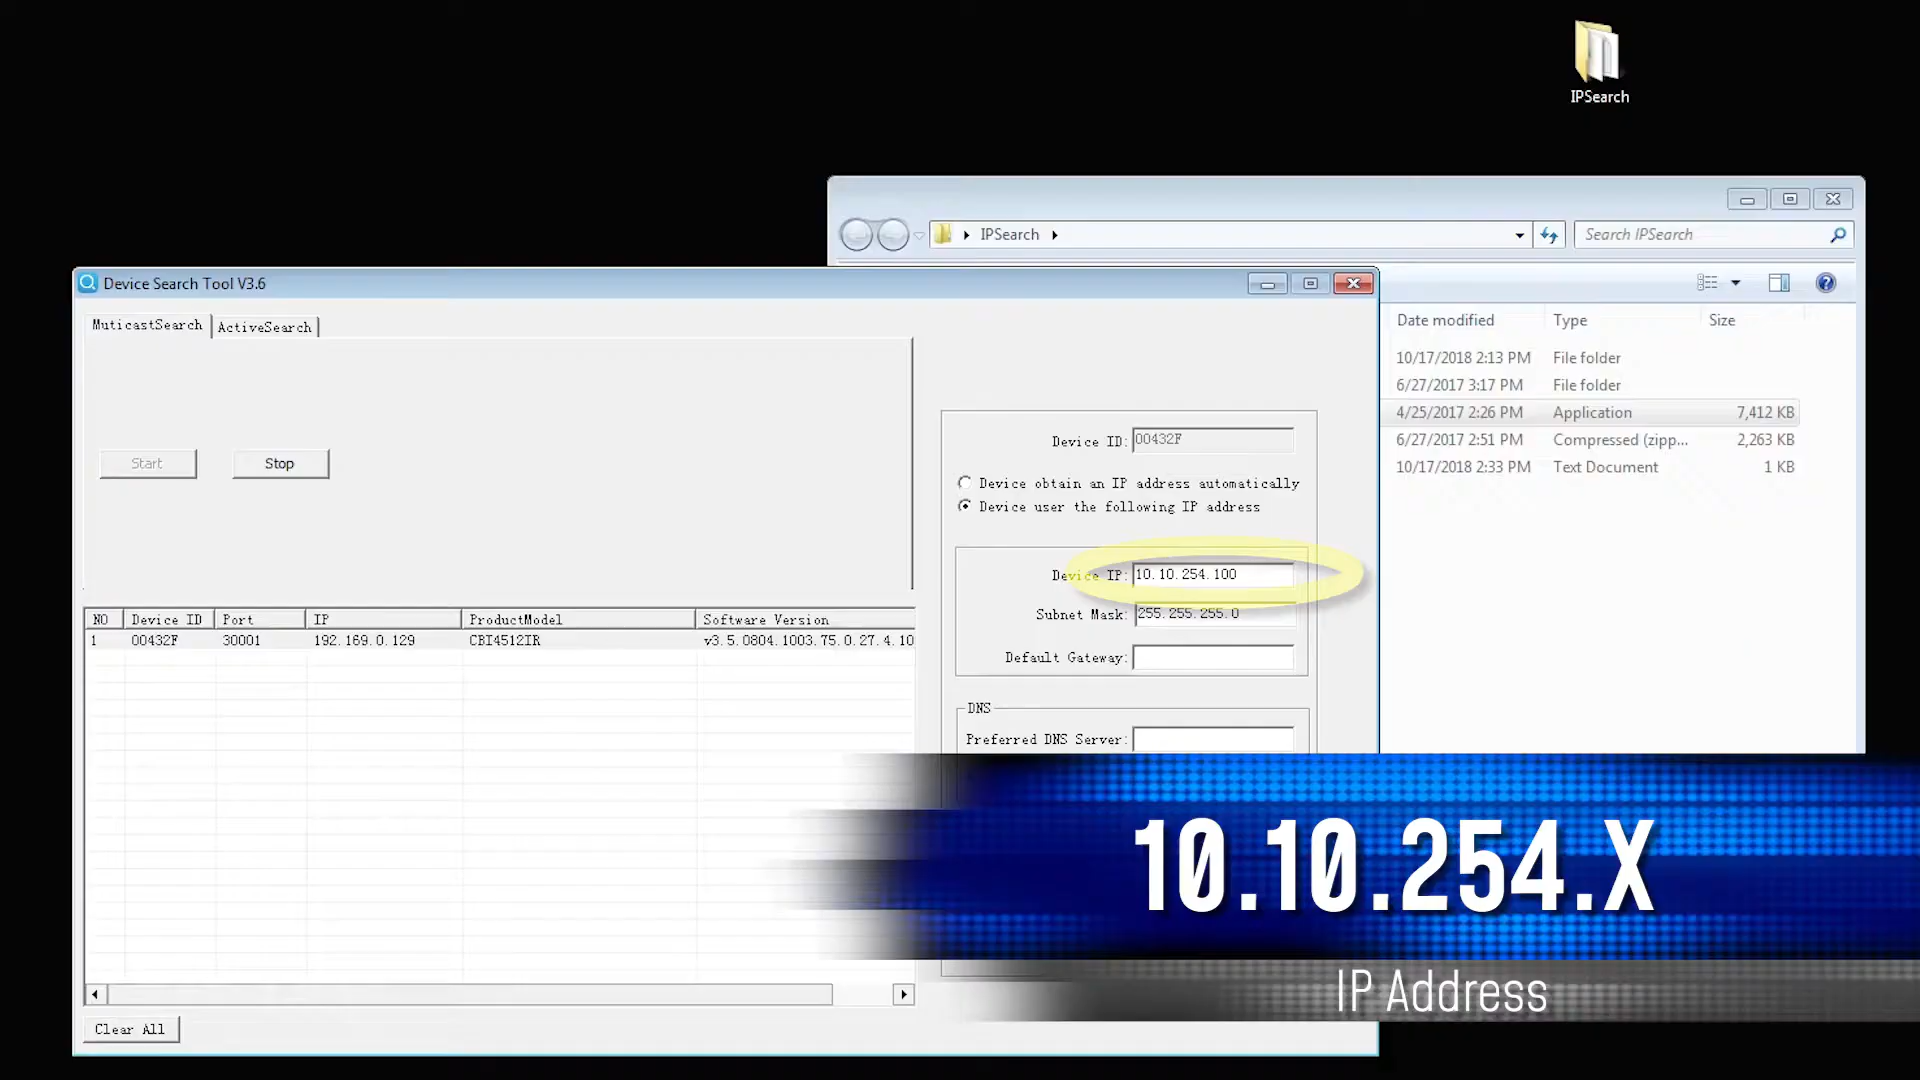 IPSearch
IPSearch
Search IPSearch
Device Search Tool V3.6
MuticastSearch
ActiveSearch
Date modified Type Size
10/17/2018 2:13 PM File folder
6/27/2017 3:17 PM File folder
4/25/2017 2:26 PM Application 7,412 KB
6/27/2017 2:51 PM Compressed (zipp... 2,263 KB
10/17/2018 2:33 PM Text Document 1 KB
Start
Stop
Device ID: 00432F
Device obtain an IP address automatically
Device user the following IP address
Device IP: 10.10.254.100
Subnet Mask: 255.255.255.0
Default Gateway:
DNS
Preferred DNS Server:
NO Device ID Port IP ProductModel Software Version
1 00432F 30001 192.168.0.129 CBI4512IR v3.5.0804.1003.75.0.27.4.10
Clear All
10.10.254.X
IP Address